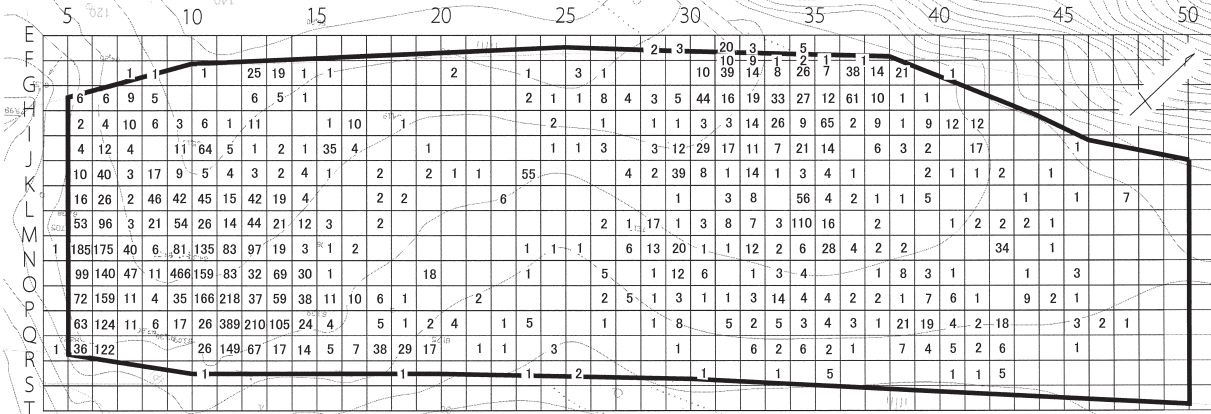 5 10 15 20 25 30 35 40 45 50
E
2 3 20 3 5
F
10 9 1 2 1 1
1 1 1 25 19 1 1 2 1 3 1 10 39 14 8 26 7 38 14 21 1
G
6 6 9 5 6 5 1 2 1 1 8 4 3 5 44 16 19 33 27 12 61 10 1 1
H
2 4 10 6 3 6 1 11 1 10 1 2 1 1 1 3 3 14 26 9 65 2 9 1 9 12 12
I
4 12 4 11 64 5 1 2 1 35 4 1 1 1 3 3 12 29 17 11 7 21 14 6 3 2 17 1
J
10 40 3 17 9 5 4 3 2 4 1 2 2 1 1 55 4 2 39 8 1 14 1 3 4 1 2 1 1 2 1
K
16 26 2 46 42 45 15 42 19 4 2 2 6 1 3 8 56 4 2 1 1 5 1 1 7
L
53 96 3 21 54 26 14 44 21 12 3 2 2 1 17 1 3 8 7 3 110 16 2 1 2 2 2 1
M
1 185 175 40 6 81 135 83 97 19 3 1 2 1 1 1 6 13 20 1 1 12 2 6 28 4 2 2 34 1
N
99 140 47 11 466 159 83 32 69 30 1 18 1 5 1 12 6 1 3 4 1 8 3 1 1 3
O
72 159 11 4 35 166 218 37 59 38 11 10 6 1 2 2 5 1 3 1 1 3 14 4 4 2 2 1 7 6 1 9 2 1
P
63 124 11 6 17 26 389 210 105 24 4 5 1 2 4 1 5 1 1 8 5 2 5 3 4 3 1 21 19 4 2 18 3 2 1
Q
1 36 122 26 149 67 17 14 5 7 38 29 17 1 1 3 1 6 2 6 2 1 7 4 5 2 6 1
R
1 1 1 2 1 1 5 1 1 5
S
T